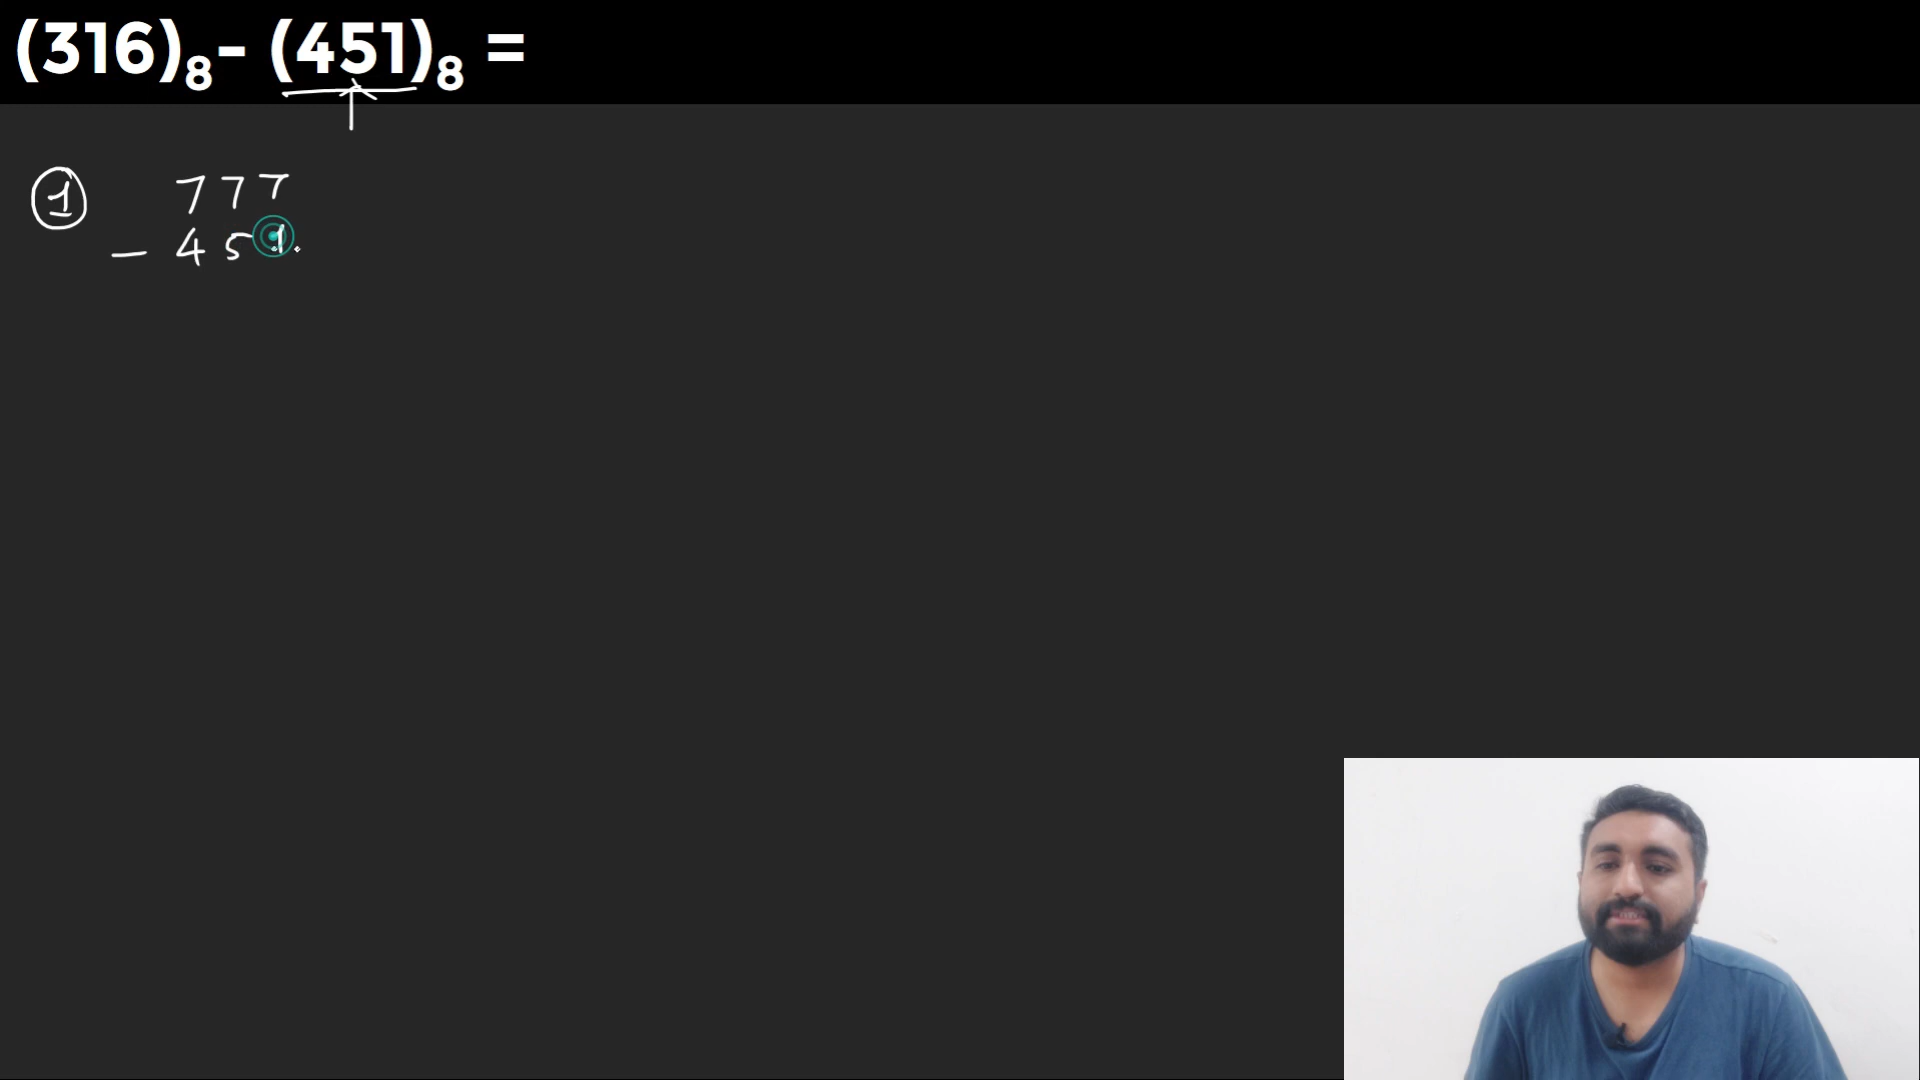 (316)₈- (451)₈ =
① 777
- 451